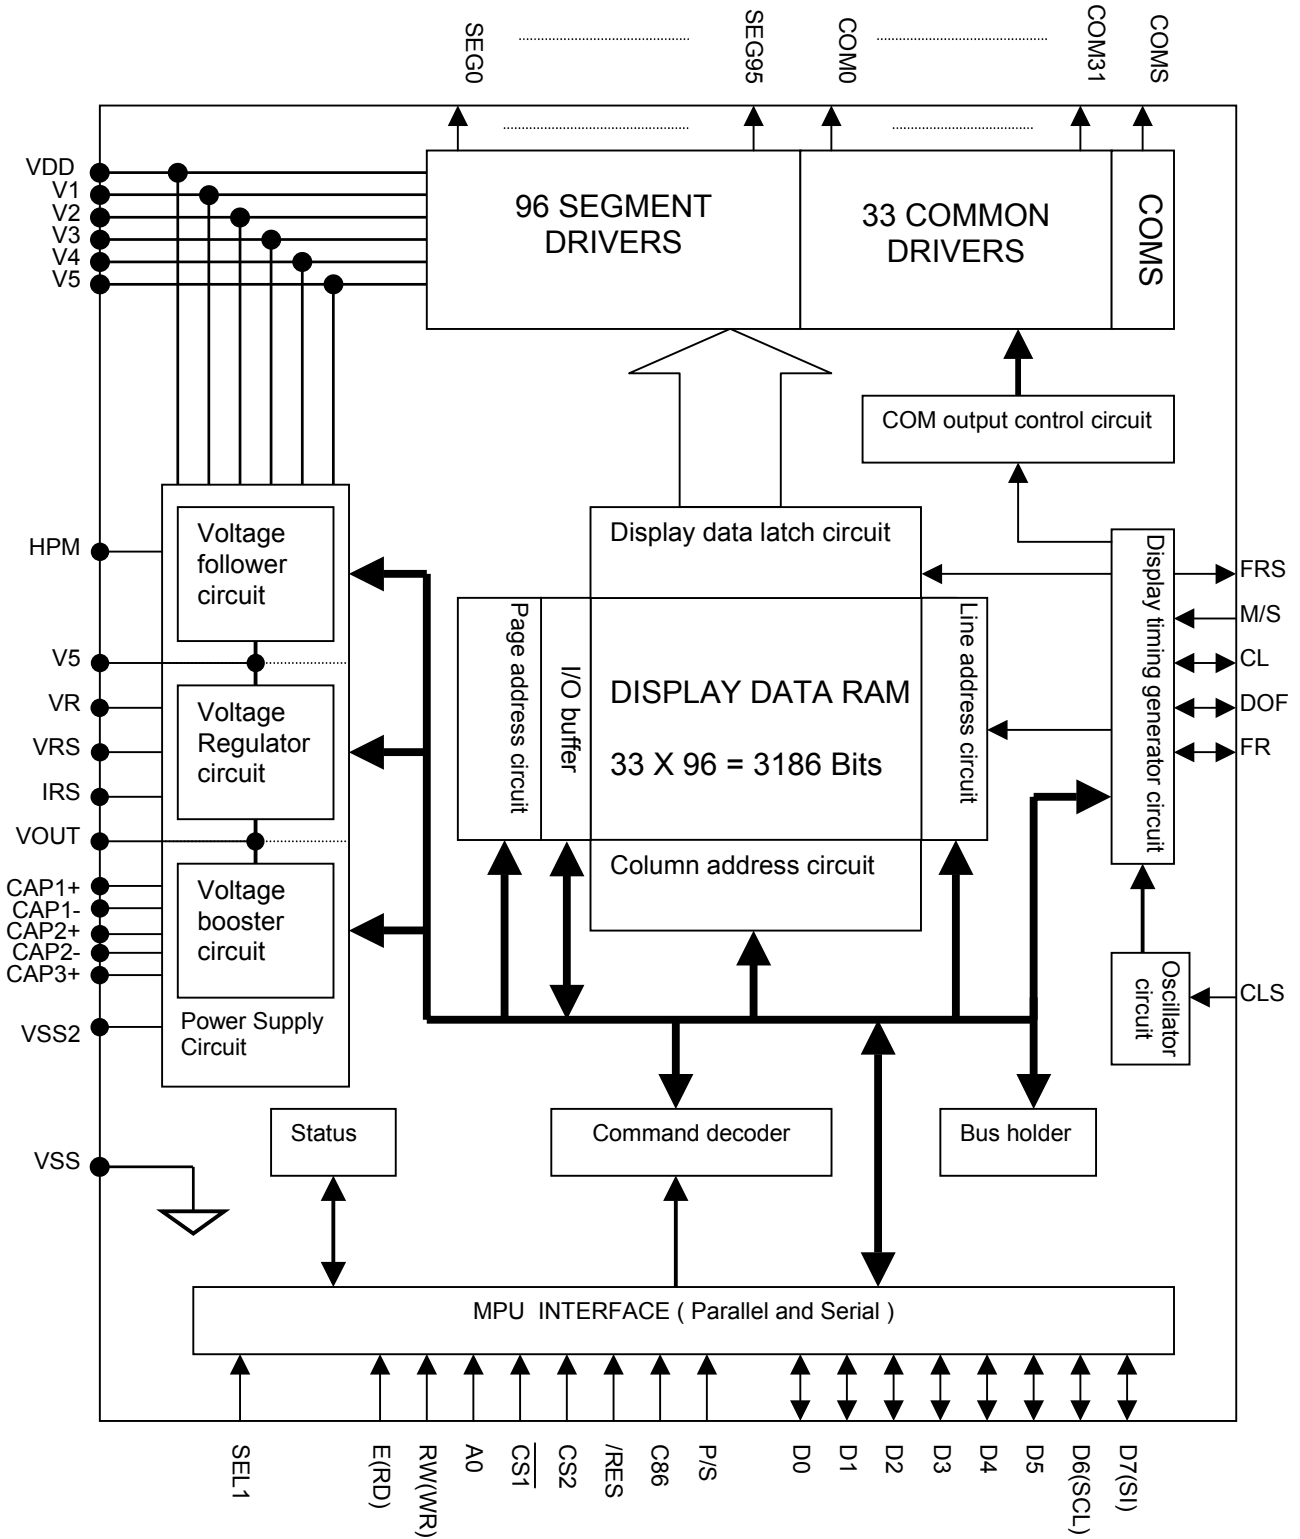 SEG0
SEG95
COM0
COM31
COMS
VDD
V1
V2
V3
V4
V5
96 SEGMENT
DRIVERS
33 COMMON
DRIVERS
COMS
COM output control circuit
HPM
V5
VR
VRS
IRS
VOUT
CAP1+
CAP1-
CAP2+
CAP2-
CAP3+
VSS2
VSS
Voltage
follower
circuit
Voltage
Regulator
circuit
Voltage
booster
circuit
Power Supply
Circuit
Display data latch circuit
Page address circuit
I/O buffer
DISPLAY DATA RAM
33 X 96 = 3186 Bits
Line address circuit
Column address circuit
Display timing generator circuit
FRS
M/S
CL
DOF
FR
Oscillator
circuit
CLS
Status
Command decoder
Bus holder
MPU INTERFACE ( Parallel and Serial )
SEL1
E(RD)
RW(WR)
A0
CS1
CS2
/RES
C86
P/S
D0
D1
D2
D3
D4
D5
D6(SCL)
D7(SI)